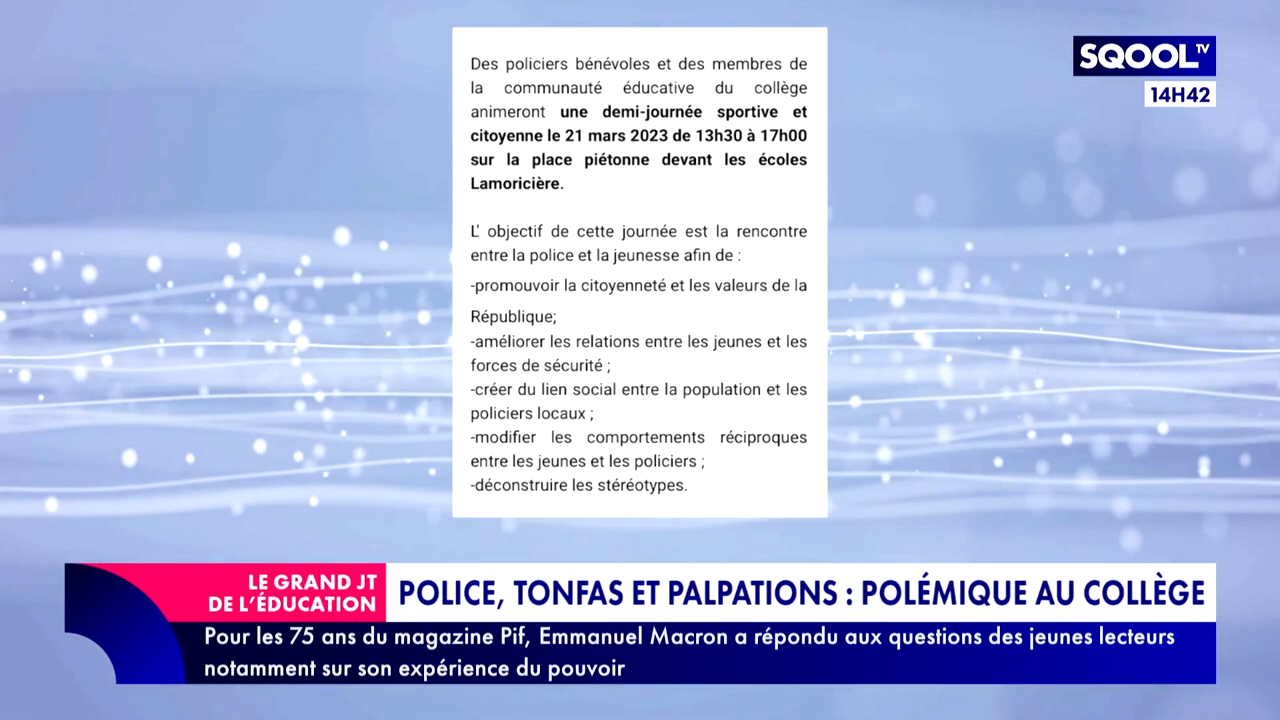 Des policiers bénévoles et des membres de
la communauté éducative du collège
animeront une demi-journée sportive et
citoyenne le 21 mars 2023 de 13h30 à 17h00
sur la place piétonne devant les écoles
Lamoricière.
L' objectif de cette journée est la rencontre
entre la police et la jeunesse afin de :
-promouvoir la citoyenneté et les valeurs de la
République;
-améliorer les relations entre les jeunes et les
forces de sécurité ;
-créer du lien social entre la population et les
policiers locaux ;
-modifier les comportements réciproques
entre les jeunes et les policiers ;
-déconstruire les stéréotypes.
SQOOL TV
14H42
LE GRAND JT
DE L'ÉDUCATION
POLICE, TONFAS ET PALPATIONS : POLÉMIQUE AU COLLÈGE
Pour les 75 ans du magazine Pif, Emmanuel Macron a répondu aux questions des jeunes lecteurs
notamment sur son expérience du pouvoir